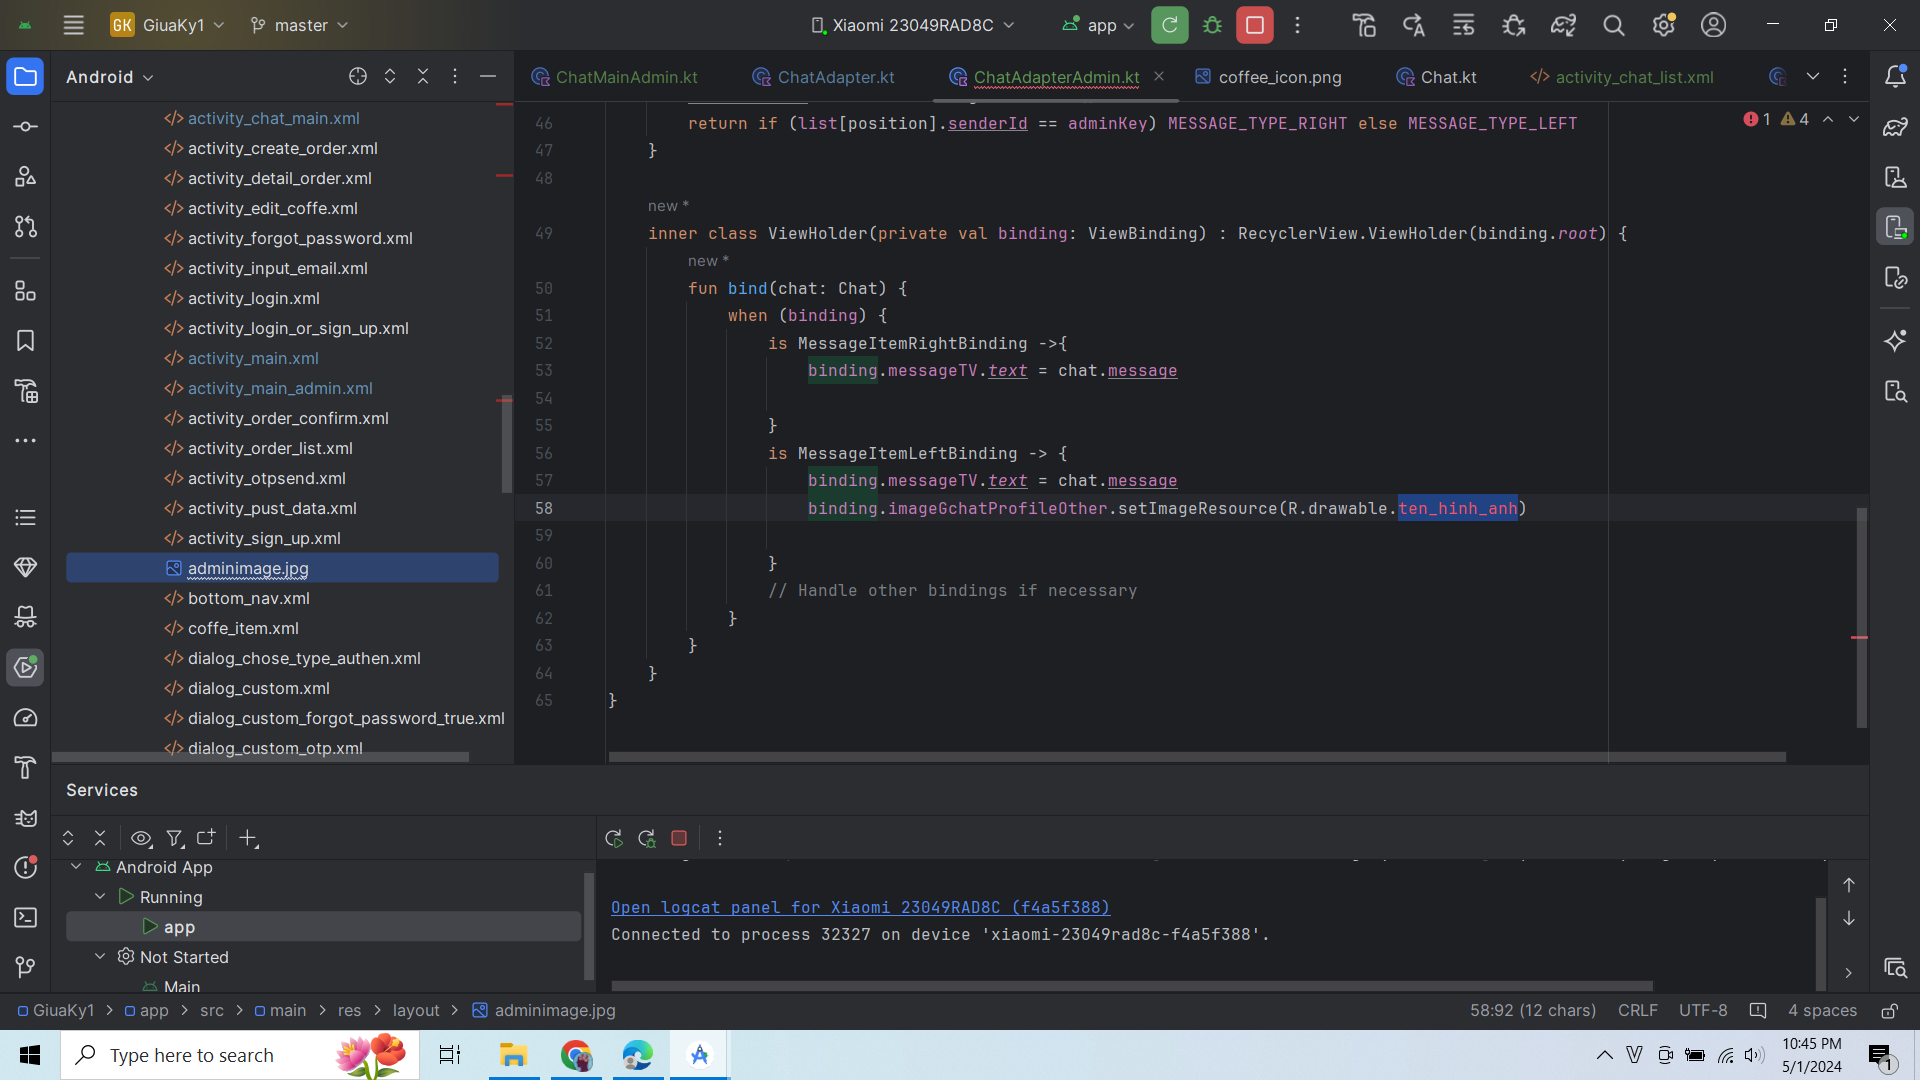 GK GiuaKy1 master Xiaomi 23049RAD8C app
Android
ChatMainAdmin.kt ChatAdapter.kt ChatAdapterAdmin.kt coffee_icon.png Chat.kt activity_chat_list.xml
activity_chat_main.xml
activity_create_order.xml
activity_detail_order.xml
activity_edit_coffe.xml
activity_forgot_password.xml
activity_input_email.xml
activity_login.xml
activity_login_or_sign_up.xml
activity_main.xml
activity_main_admin.xml
activity_order_confirm.xml
activity_order_list.xml
activity_otpsend.xml
activity_pust_data.xml
activity_sign_up.xml
adminimage.jpg
bottom_nav.xml
coffe_item.xml
dialog_chose_type_authen.xml
dialog_custom.xml
dialog_custom_forgot_password_true.xml
dialog_custom_otp.xml
1 4
46 return if (list[position].senderId == adminKey) MESSAGE_TYPE_RIGHT else MESSAGE_TYPE_LEFT
47 }
48
new *
49 inner class ViewHolder(private val binding: ViewBinding) : RecyclerView.ViewHolder(binding.root) {
new *
50 fun bind(chat: Chat) {
51 when (binding) {
52 is MessageItemRightBinding ->{
53 binding.messageTV.text = chat.message
54
55 }
56 is MessageItemLeftBinding -> {
57 binding.messageTV.text = chat.message
58 binding.imageGchatProfileOther.setImageResource(R.drawable.ten_hinh_anh)
59
60 }
61 // Handle other bindings if necessary
62 }
63 }
64 }
65 }
Services
Android App
Running
app
Not Started
Main
Open logcat panel for Xiaomi 23049RAD8C (f4a5f388)
Connected to process 32327 on device 'xiaomi-23049rad8c-f4a5f388'.
GiuaKy1 > app > src > main > res > layout > adminimage.jpg
58:92 (12 chars) CRLF UTF-8 4 spaces
Type here to search
10:45 PM
5/1/2024
1